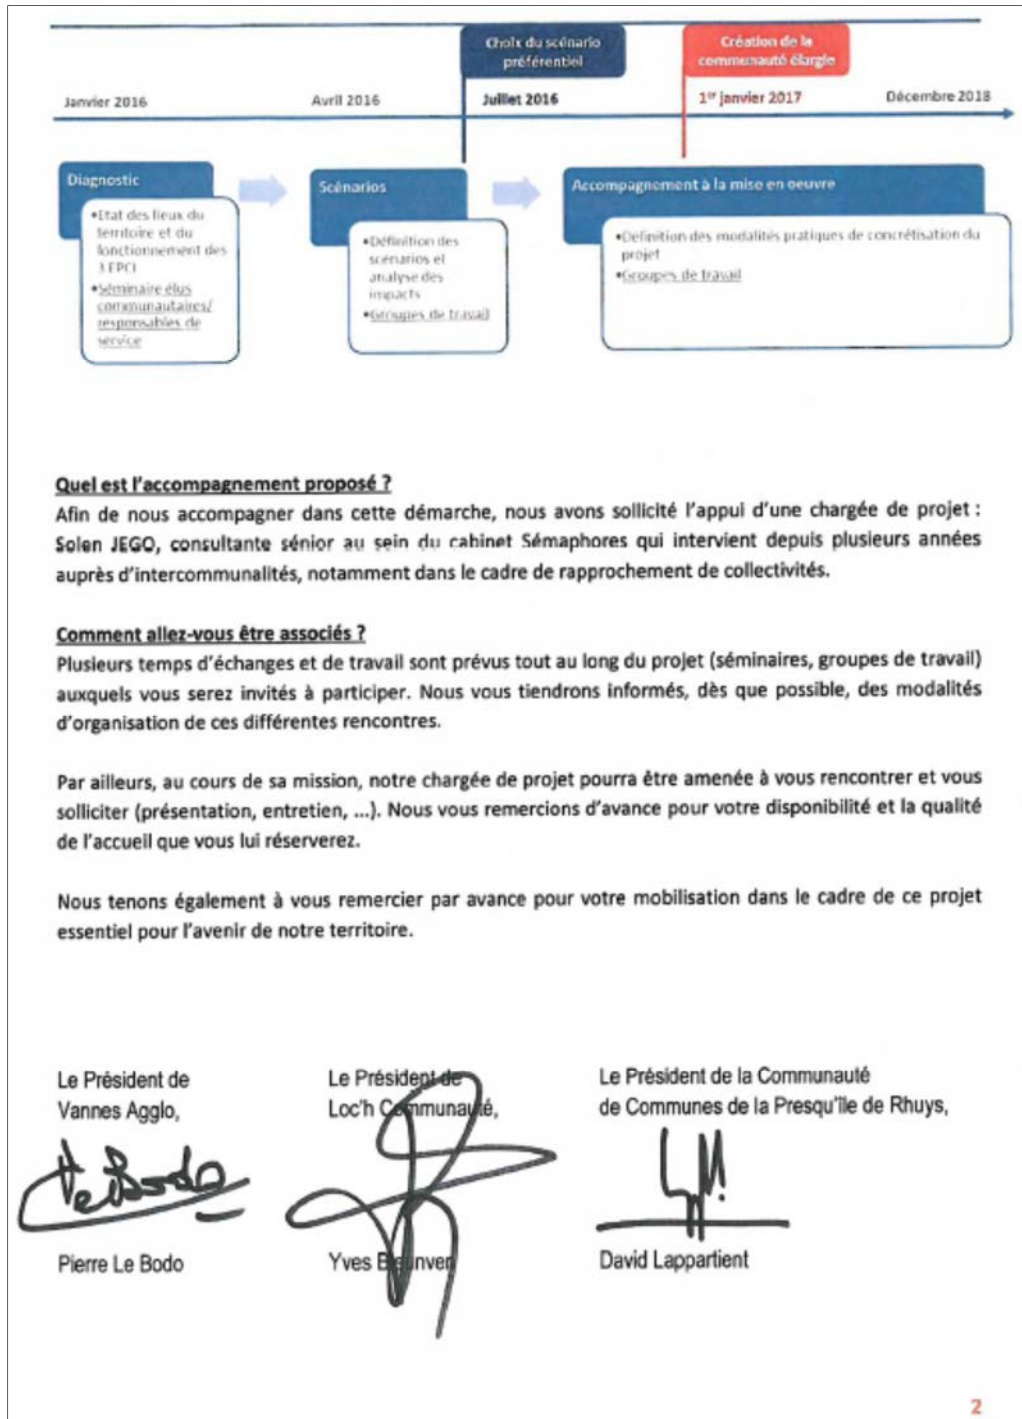 Choix du scénario
préférentiel
Création de la
communauté élargie
Janvier 2016
Avril 2016
Juillet 2016
1er janvier 2017
Décembre 2018
Diagnostic
•Etat des lieux du
territoire et du
fonctionnement des
3 EPCI
•Séminaire élus
communautaires/
responsables de
service
Scénarios
•Définition des
scénarios et
analyse des
impacts
•Groupes de travail
Accompagnement à la mise en oeuvre
•Définition des modalités pratiques de concrétisation du
projet
•Groupes de travail
Quel est l'accompagnement proposé ?
Afin de nous accompagner dans cette démarche, nous avons sollicité l'appui d'une chargée de projet :
Solen JEGO, consultante sénior au sein du cabinet Sémaphores qui intervient depuis plusieurs années
auprès d'intercommunalités, notamment dans le cadre de rapprochement de collectivités.
Comment allez-vous être associés ?
Plusieurs temps d'échanges et de travail sont prévus tout au long du projet (séminaires, groupes de travail)
auxquels vous serez invités à participer. Nous vous tiendrons informés, dès que possible, des modalités
d'organisation de ces différentes rencontres.
Par ailleurs, au cours de sa mission, notre chargée de projet pourra être amenée à vous rencontrer et vous
solliciter (présentation, entretien, ...). Nous vous remercions d'avance pour votre disponibilité et la qualité
de l'accueil que vous lui réserverez.
Nous tenons également à vous remercier par avance pour votre mobilisation dans le cadre de ce projet
essentiel pour l'avenir de notre territoire.
Le Président de
Vannes Agglo,
Le Bodo
Pierre Le Bodo
Le Président de
Loc'h Communauté,
Yves
Le Président de la Communauté
de Communes de la Presqu'île de Rhuys,
David Lappartient
2